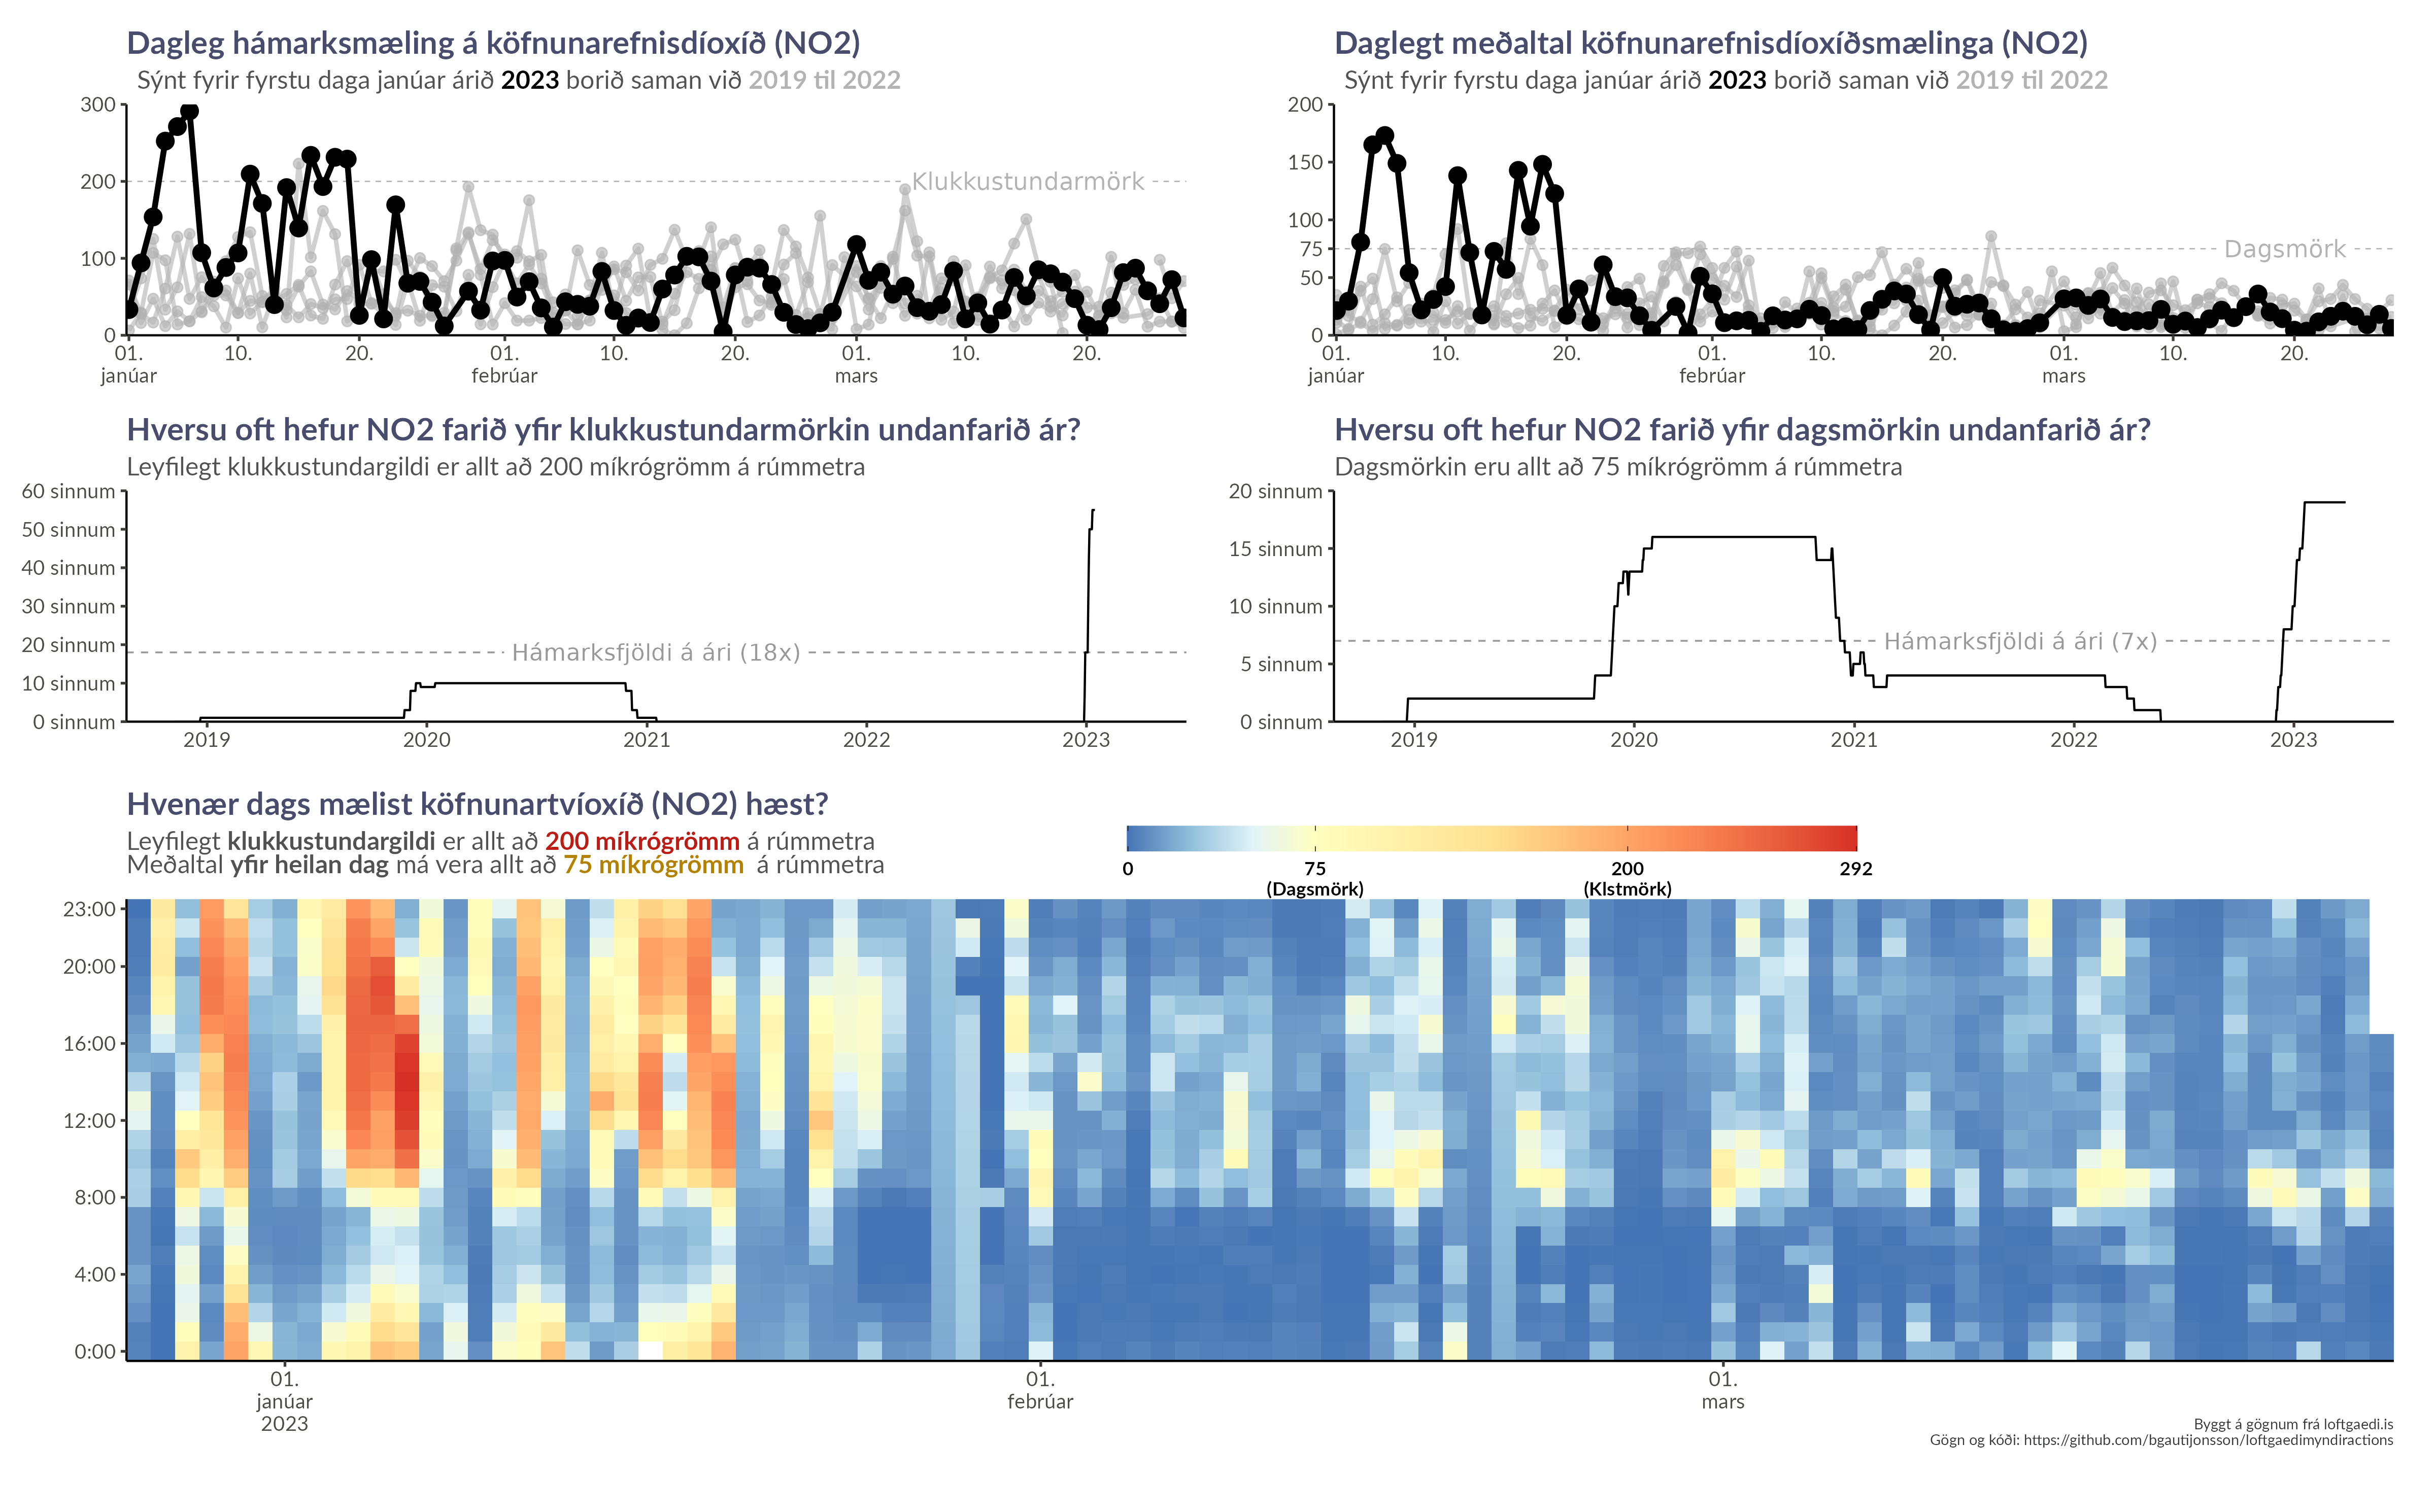 Dagleg hámarksmæling á köfnunarefnisdíoxíð (NO2)
Sýnt fyrir fyrstu daga janúar árið 2023 borið saman við 2019 til 2022
300
200
100
0
Klukkustundarmörk
01.
janúar
10.
20.
01.
febrúar
10.
20.
01.
mars
10.
20.
Daglegt meðaltal köfnunarefnisdíoxíðsmælinga (NO2)
Sýnt fyrir fyrstu daga janúar árið 2023 borið saman við 2019 til 2022
200
150
100
75
50
0
Dagsmörk
01.
janúar
10.
20.
01.
febrúar
10.
20.
01.
mars
10.
20.
Hversu oft hefur NO2 farið yfir klukkustundarmörkin undanfarið ár?
Leyfilegt klukkustundargildi er allt að 200 míkrógrömm á rúmmetra
60 sinnum
50 sinnum
40 sinnum
30 sinnum
20 sinnum
10 sinnum
0 sinnum
Hámarksfjöldi á ári (18x)
2019
2020
2021
2022
2023
Hversu oft hefur NO2 farið yfir dagsmörkin undanfarið ár?
Dagsmörkin eru allt að 75 míkrógrömm á rúmmetra
20 sinnum
15 sinnum
10 sinnum
5 sinnum
0 sinnum
Hámarksfjöldi á ári (7x)
2019
2020
2021
2022
2023
Hvenær dags mælist köfnunartvíoxíð (NO2) hæst?
Leyfilegt klukkustundargildi er allt að 200 míkrógrömm á rúmmetra
Meðaltal yfir heilan dag má vera allt að 75 míkrógrömm á rúmmetra
0
75
(Dagsmörk)
200
(Klstmörk)
292
23:00
20:00
16:00
12:00
8:00
4:00
0:00
01.
janúar
2023
01.
febrúar
01.
mars
Byggt á gögnum frá loftgaedi.is
Gögn og kóði: https://github.com/bgautijonsson/loftgaedimyndiractions